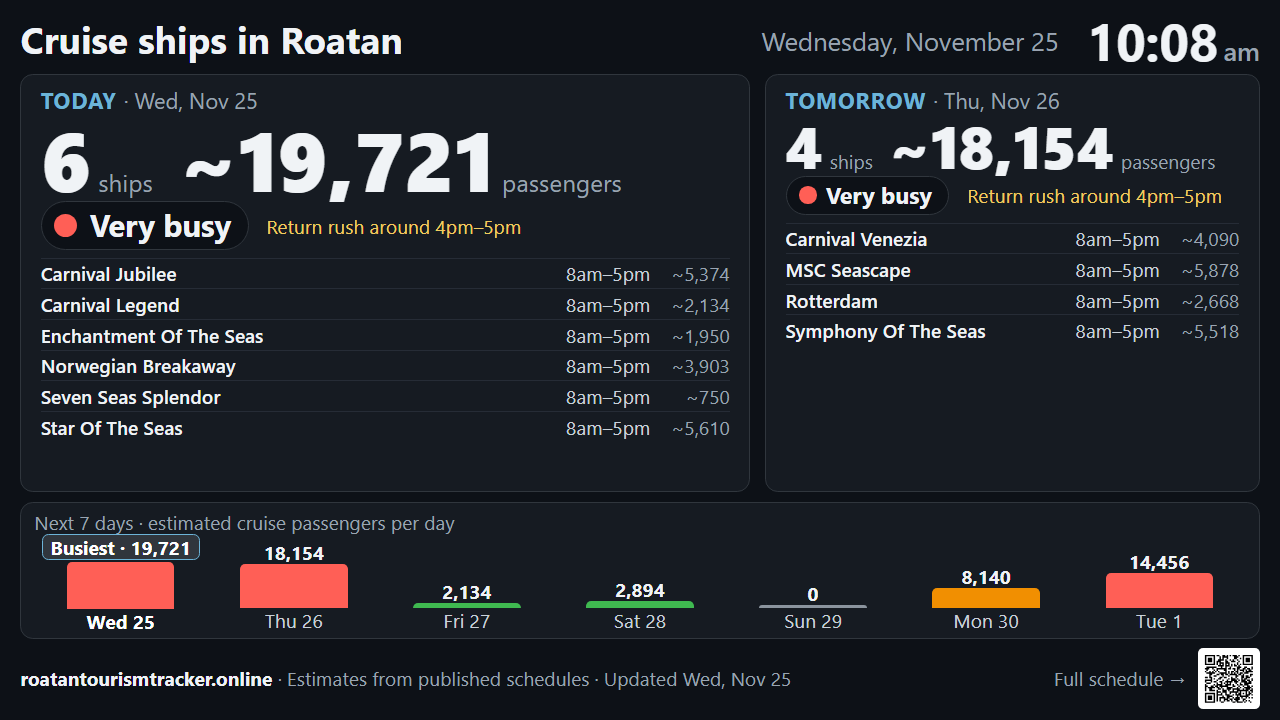 Cruise ships in Roatan
Wednesday, November 25
10:08 am
TODAY · Wed, Nov 25
6 ships ~19,721 passengers
Very busy
Return rush around 4pm–5pm
Carnival Jubilee 8am–5pm ~5,374
Carnival Legend 8am–5pm ~2,134
Enchantment Of The Seas 8am–5pm ~1,950
Norwegian Breakaway 8am–5pm ~3,903
Seven Seas Splendor 8am–5pm ~750
Star Of The Seas 8am–5pm ~5,610
TOMORROW · Thu, Nov 26
4 ships ~18,154 passengers
Very busy
Return rush around 4pm–5pm
Carnival Venezia 8am–5pm ~4,090
MSC Seascape 8am–5pm ~5,878
Rotterdam 8am–5pm ~2,668
Symphony Of The Seas 8am–5pm ~5,518
Next 7 days · estimated cruise passengers per day
Busiest · 19,721
18,154
2,134
2,894
0
8,140
14,456
Wed 25
Thu 26
Fri 27
Sat 28
Sun 29
Mon 30
Tue 1
roatantourismtracker.online · Estimates from published schedules · Updated Wed, Nov 25
Full schedule →